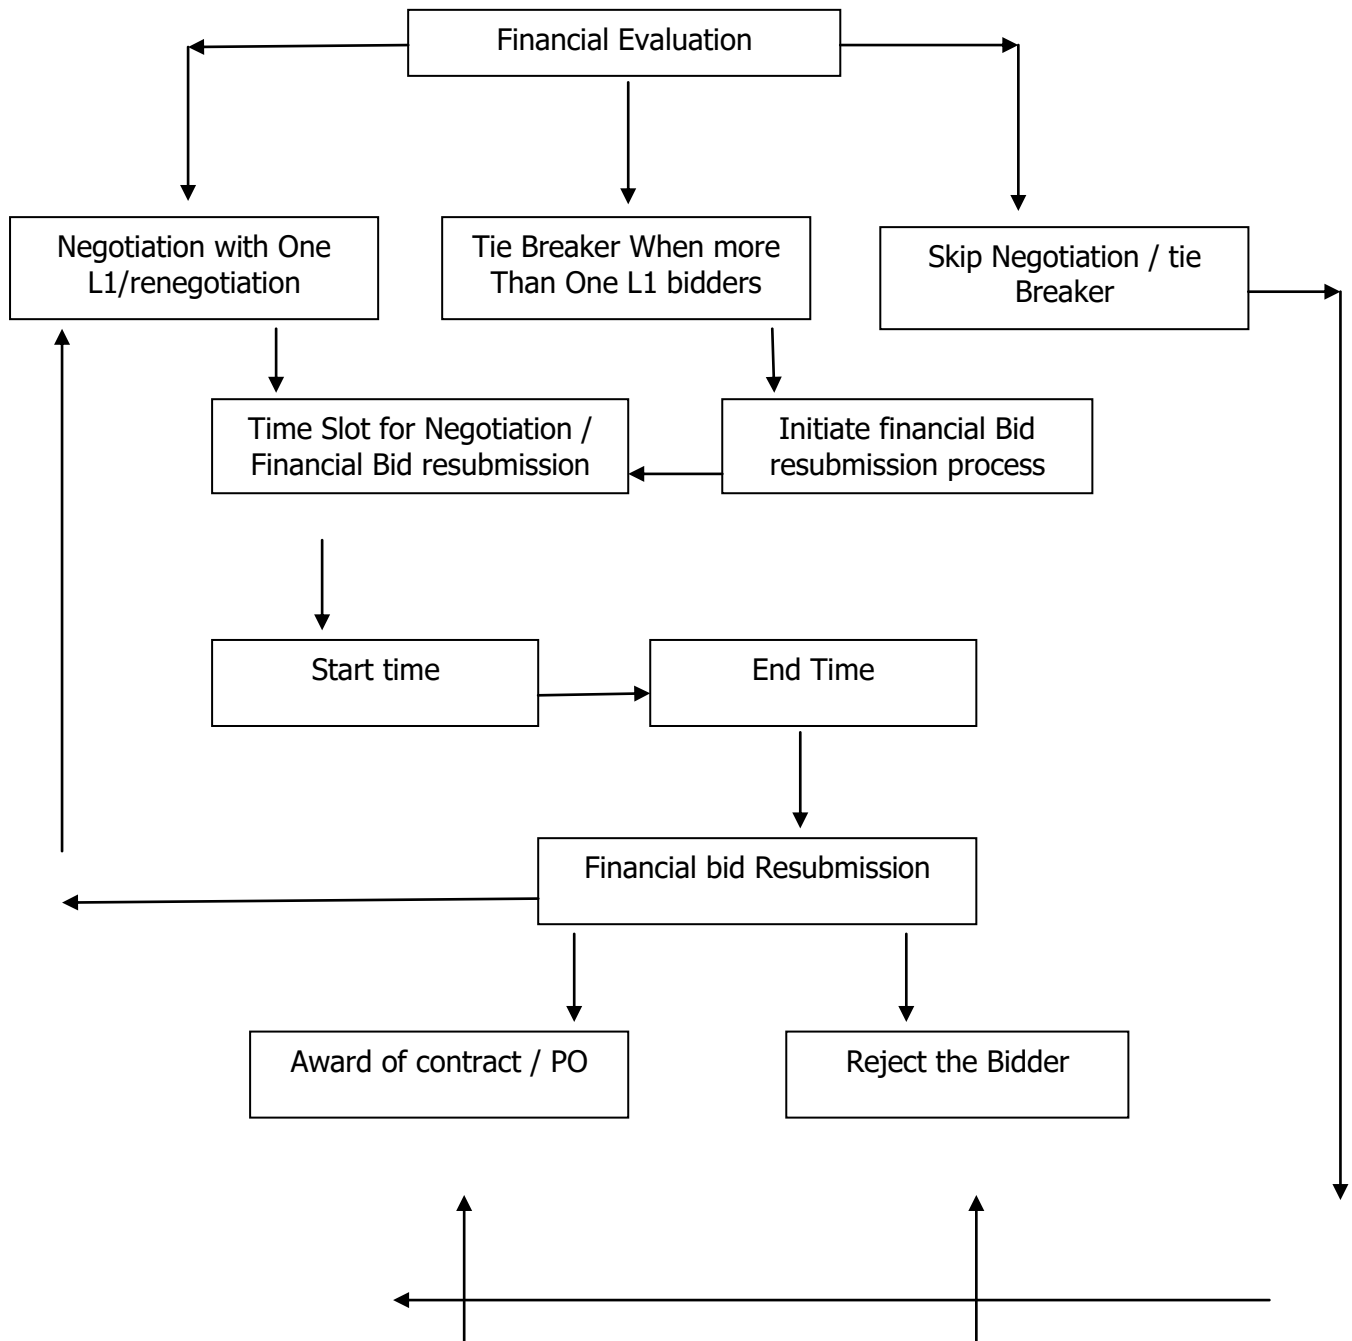 Financial Evaluation
Negotiation with One
L1/renegotiation
Tie Breaker When more
Than One L1 bidders
Skip Negotiation / tie
Breaker
Time Slot for Negotiation /
Financial Bid resubmission
Initiate financial Bid
resubmission process
Start time
End Time
Financial bid Resubmission
Award of contract / PO
Reject the Bidder